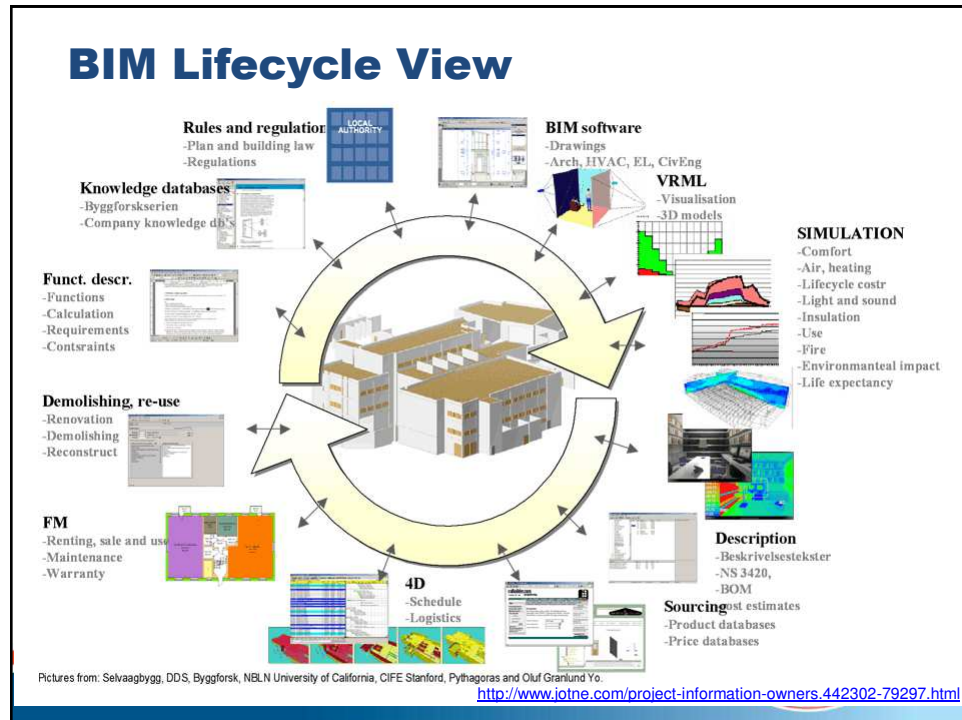 BIM Lifecycle View
Rules and regulation
-Plan and building law
-Regulations
LOCAL
AUTHORITY
BIM software
-Drawings
-Arch, HVAC, EL, CivEng
VRML
-Visualisation
-3D models
Knowledge databases
-Byggforskserien
-Company knowledge db's
SIMULATION
-Comfort
-Air, heating
-Lifecycle costr
-Light and sound
-Insulation
-Use
-Fire
-Environmanteal impact
-Life expectancy
Funct. descr.
-Functions
-Calculation
-Requirements
-Contsraints
Demolishing, re-use
-Renovation
-Demolishing
-Reconstruct
FM
-Renting, sale and use
-Maintenance
-Warranty
4D
-Schedule
-Logistics
Description
-Beskrivelsestekster
-NS 3420,
-BOM
ost estimates
Sourcing
-Product databases
-Price databases
Pictures from: Selvaagbygg, DDS, Byggforsk, NBLN University of California, CIFE Stanford, Pythagoras and Oluf Granlund Yo.
http://www.jotne.com/project-information-owners.442302-79297.html